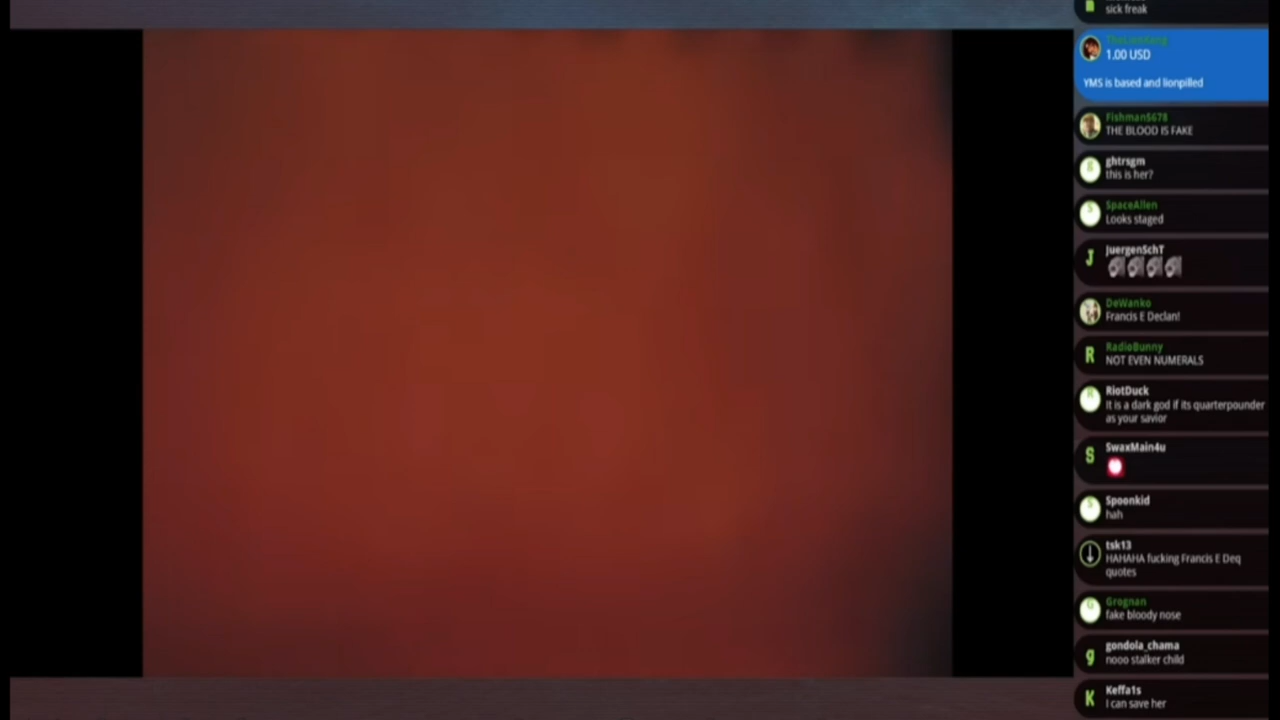 sick freak
1.00 USD
YMS is based and lionpilled
Fishman5678
THE BLOOD IS FAKE
ghtrsgm
this is her?
SpaceAllen
Looks staged
J
JuergenSchT
DeWanko
Francis E Declan!
R
RadioBunny
NOT EVEN NUMERALS
RiotDuck
It is a dark god if its quarterpounder
as your savior
S
SwaxMain4u
Spoonkid
hah
tsk13
HAHAHA fucking Francis E Deq
quotes
Grognan
fake bloody nose
g
gondola_chama
nooo stalker child
K
Keffa1s
I can save her